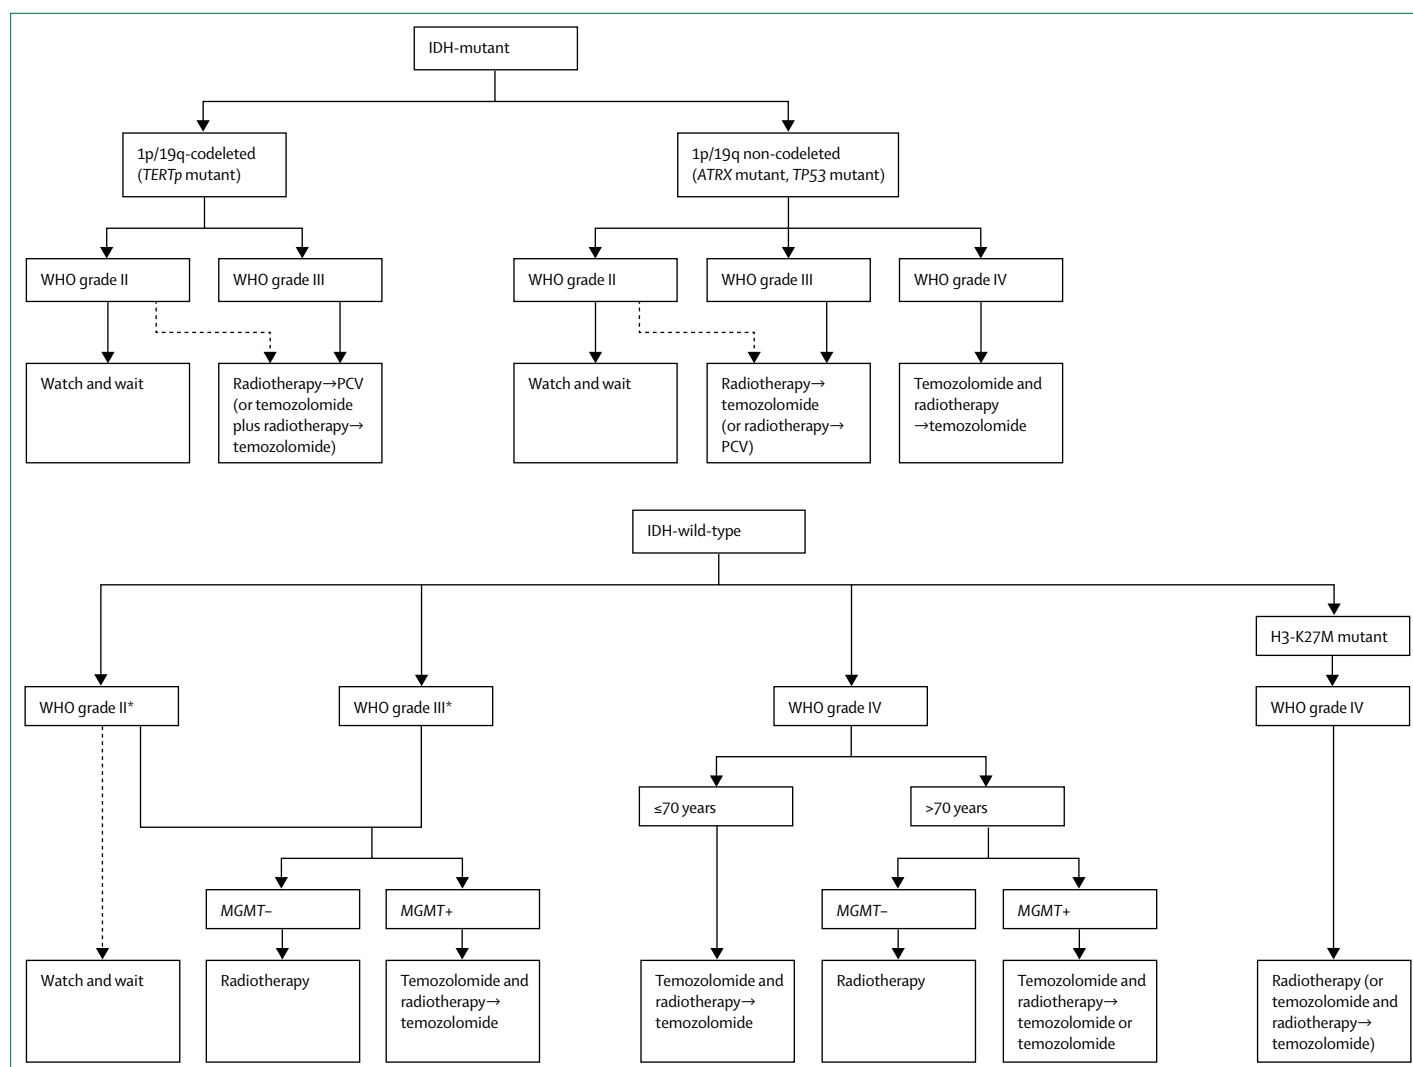 IDH-mutant
1p/19q-codeleted
(TERTp mutant)
1p/19q non-codeleted
(ATRX mutant, TP53 mutant)
WHO grade II
WHO grade III
WHO grade II
WHO grade III
WHO grade IV
Watch and wait
Radiotherapy→PCV
(or temozolomide
plus radiotherapy→
temozolomide)
Watch and wait
Radiotherapy→
temozolomide
(or radiotherapy→
PCV)
Temozolomide and
radiotherapy
→temozolomide
IDH-wild-type
H3-K27M mutant
WHO grade II*
WHO grade III*
WHO grade IV
WHO grade IV
≤70 years
>70 years
MGMT–
MGMT+
MGMT–
MGMT+
Watch and wait
Radiotherapy
Temozolomide and
radiotherapy→
temozolomide
Temozolomide and
radiotherapy→
temozolomide
Radiotherapy
Temozolomide and
radiotherapy→
temozolomide or
temozolomide
Radiotherapy (or
temozolomide and
radiotherapy→
temozolomide)